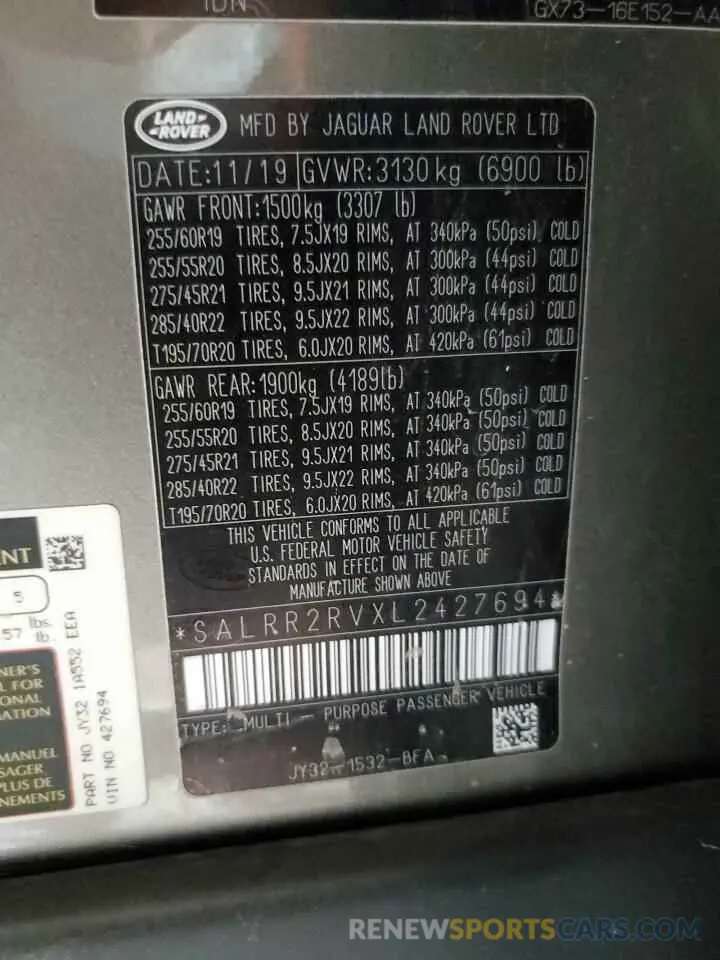 IDN
GX73-16E152-AA
LAND-
-ROVER
MFD BY JAGUAR LAND ROVER LTD
DATE:11/19 GVWR:3130kg (6900 lb)
GAWR FRONT:1500kg (3307 lb)
255/60R19 TIRES, 7.5JX19 RIMS, AT 340kPa (50psi) COLD
255/55R20 TIRES, 8.5JX20 RIMS, AT 300kPa (44psi) COLD
275/45R21 TIRES, 9.5JX21 RIMS, AT 300kPa (44psi) COLD
285/40R22 TIRES, 9.5JX22 RIMS, AT 300kPa (44psi) COLD
T195/70R20 TIRES, 6.0JX20 RIMS, AT 420kPa (61psi) COLD
GAWR REAR:1900kg (4189lb)
255/60R19 TIRES, 7.5JX19 RIMS, AT 340kPa (50psi) COLD
255/55R20 TIRES, 8.5JX20 RIMS, AT 340kPa (50psi) COLD
275/45R21 TIRES, 9.5JX21 RIMS, AT 340kPa (50psi) COLD
285/40R22 TIRES, 9.5JX22 RIMS, AT 340kPa (50psi) COLD
T195/70R20 TIRES, 6.0JX20 RIMS, AT 420kPa (61psi) COLD
THIS VEHICLE CONFORMS TO ALL APPLICABLE
U.S. FEDERAL MOTOR VEHICLE SAFETY
STANDARDS IN EFFECT ON THE DATE OF
MANUFACTURE SHOWN ABOVE
*SALRR2RVXL2427694*
TYPE: MULTI - PURPOSE PASSENGER VEHICLE
JY32-1532-BFA
ENT
5
57 lbs.
lb.
NER'S
L FOR
ONAL
ATION
MANUEL
SAGER
PLUS DE
NEMENTS
PART NO JY32 1A552 EEA
VIN NO 427694
RENEWSPORTSCARS.COM